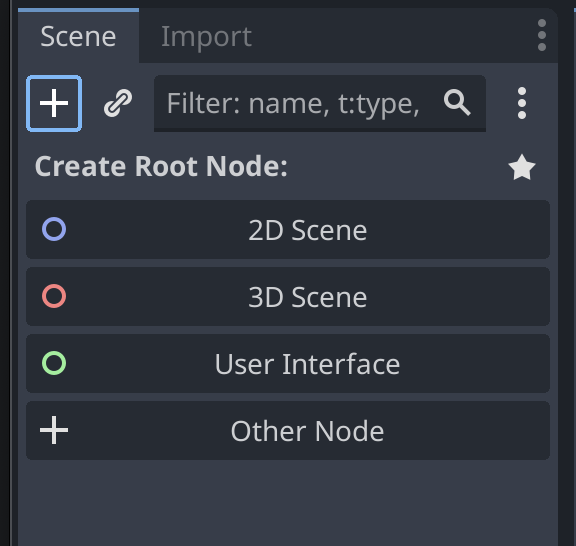 Scene Import
Filter: name, t:type,
Create Root Node:
2D Scene
3D Scene
User Interface
Other Node